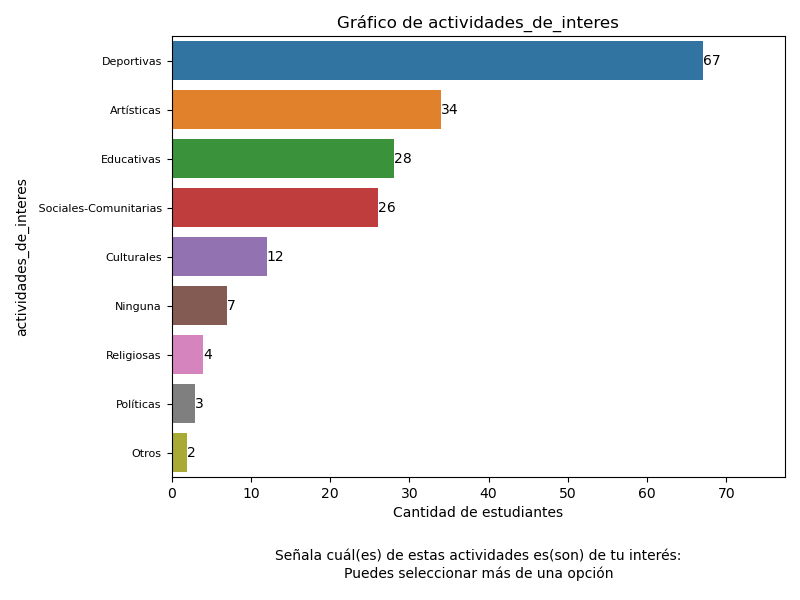 Gráfico de actividades_de_interes
Deportivas 67
Artísticas 34
Educativas 28
Sociales-Comunitarias 26
Culturales 12
Ninguna 7
Religiosas 4
Políticas 3
Otros 2
actividades_de_interes
0 10 20 30 40 50 60 70
Cantidad de estudiantes
Señala cuál(es) de estas actividades es(son) de tu interés:
Puedes seleccionar más de una opción